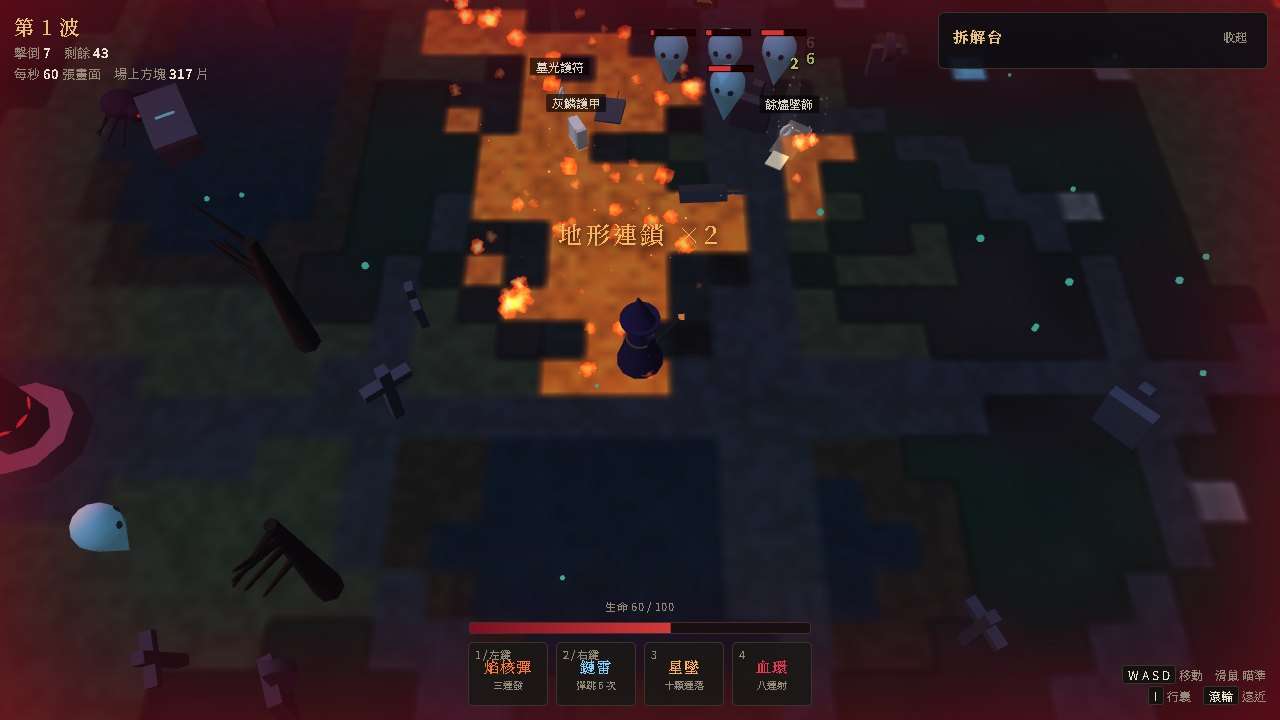 第 1 波
擊倒 7 剩餘 43
每秒 60 張畫面 場上方塊 317 片
拆解台
收起
墓光護符
灰鱗護甲
餘燼墜飾
6
2 6
地形連鎖 ×2
生命 60 / 100
1/左鍵
焰核彈
三連發
2/右鍵
鏈雷
彈跳 6 次
3
星墜
十顆連落
4
血環
八連射
W A S D 移動 滑鼠 瞄準
I 行囊 滾輪 遠近